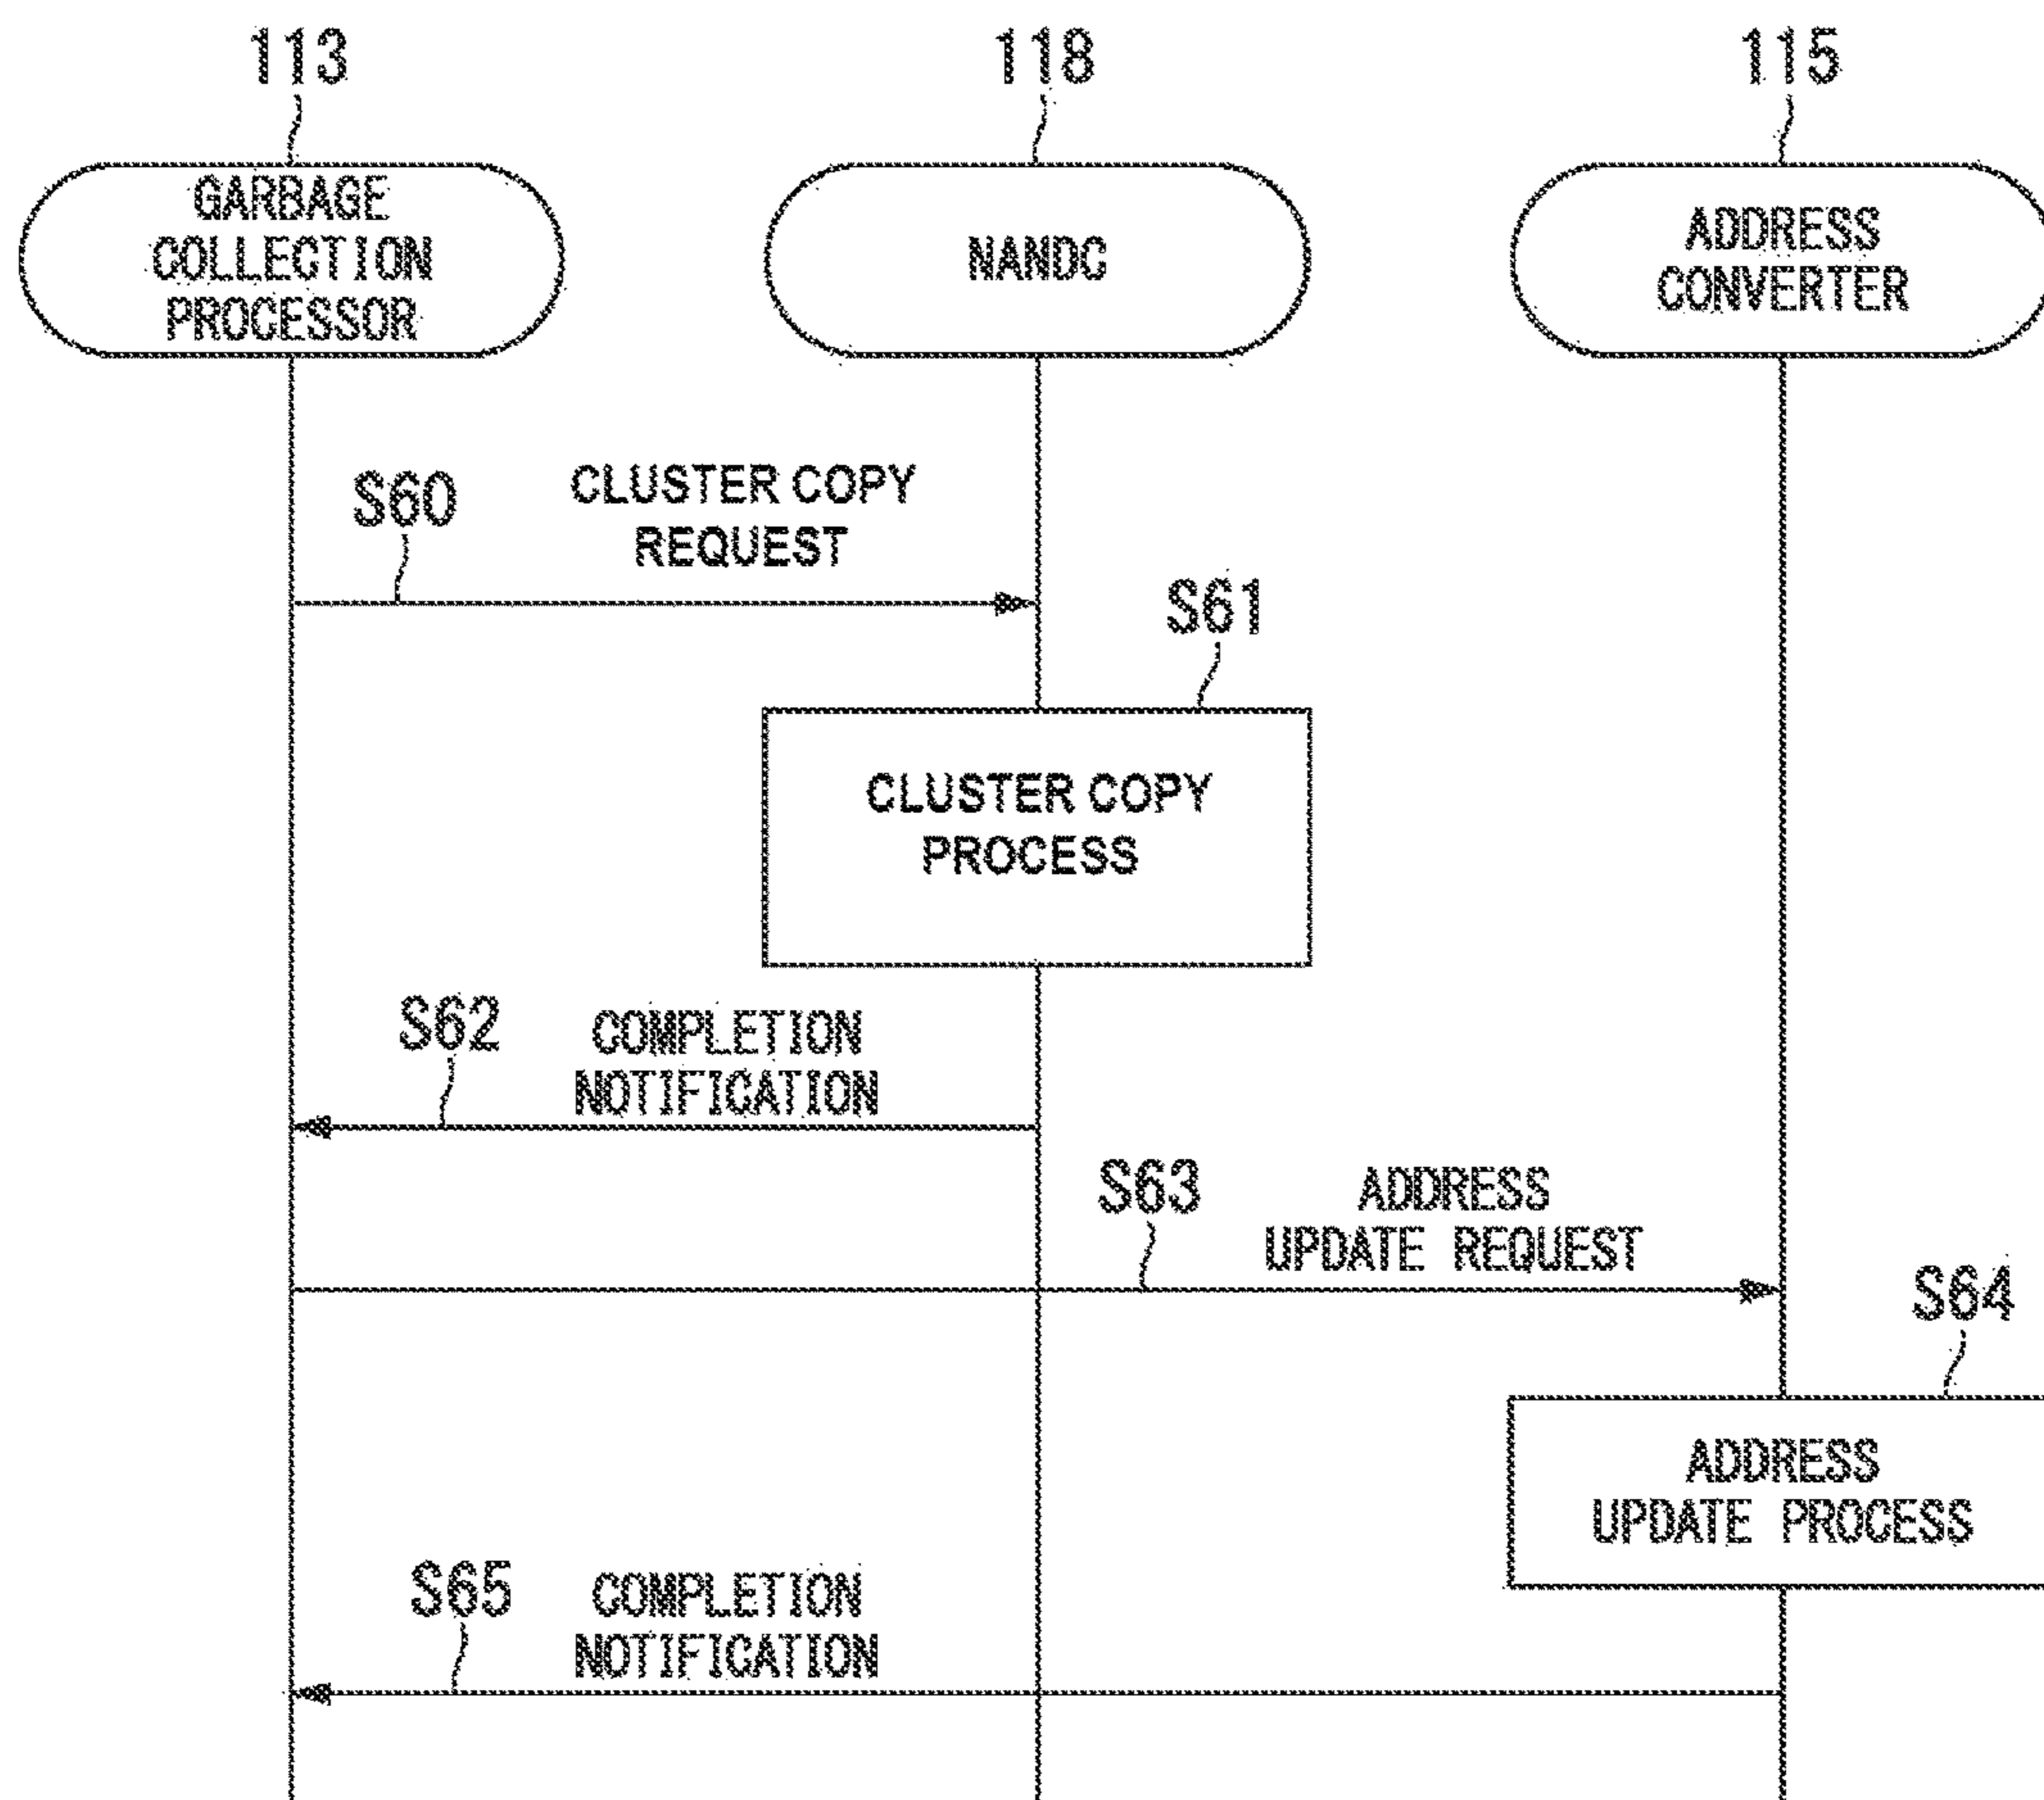 113
118
115
GARBAGE
COLLECTION
PROCESSOR
NANDC
ADDRESS
CONVERTER
S60
CLUSTER COPY
REQUEST
S61
CLUSTER COPY
PROCESS
S62
COMPLETION
NOTIFICATION
S63
ADDRESS
UPDATE REQUEST
S64
ADDRESS
UPDATE PROCESS
S65
COMPLETION
NOTIFICATION